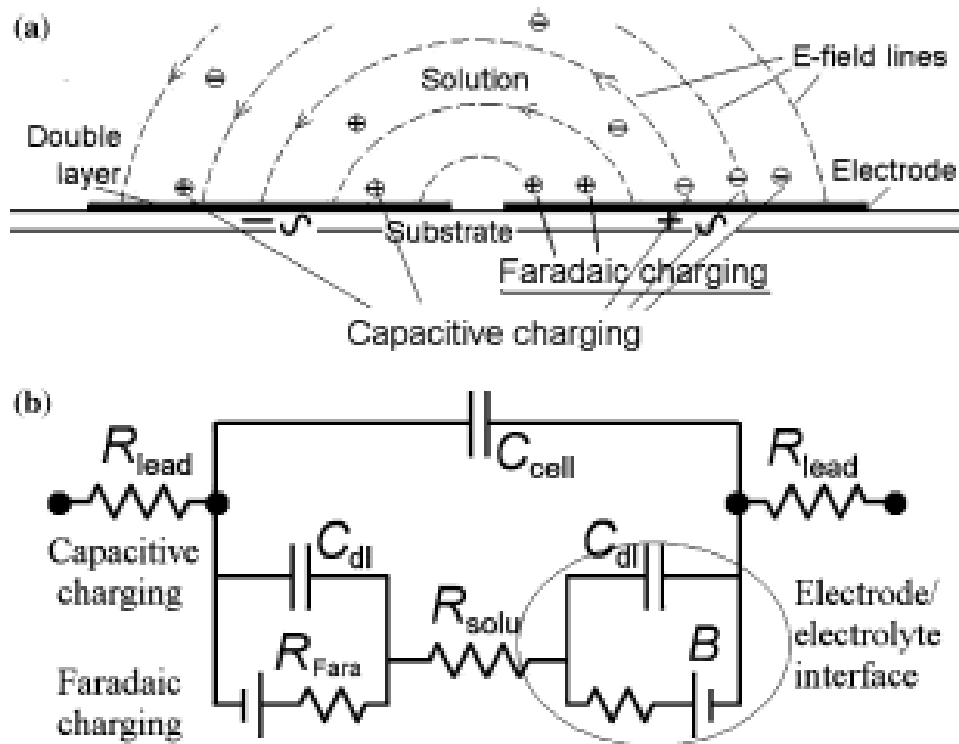 (a)
E-field lines
Solution
Double
layer
Electrode
Substrate
Faradaic charging
Capacitive charging
(b)
R_lead
C_cell
R_lead
Capacitive
charging
C_dl
C_dl
R_solu
Electrode/
electrolyte
interface
R_Fara
B
Faradaic
charging